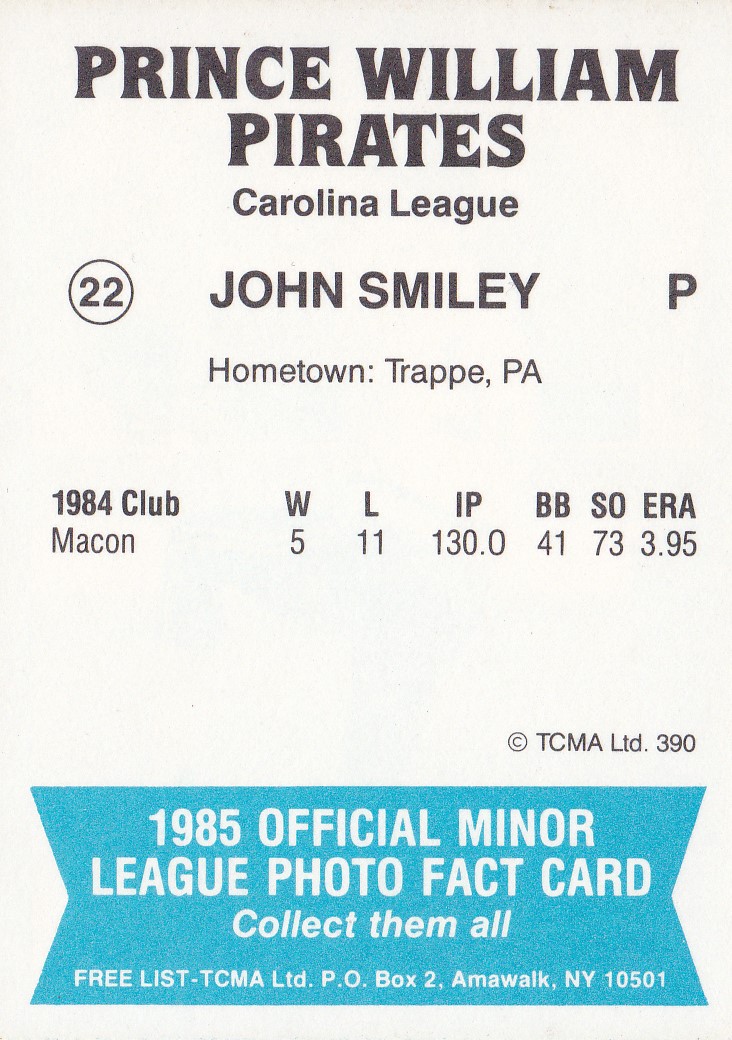 PRINCE WILLIAM
PIRATES
Carolina League
22 JOHN SMILEY P
Hometown: Trappe, PA
1984 Club W L IP BB SO ERA
Macon 5 11 130.0 41 73 3.95
© TCMA Ltd. 390
1985 OFFICIAL MINOR
LEAGUE PHOTO FACT CARD
Collect them all
FREE LIST-TCMA Ltd. P.O. Box 2, Amawalk, NY 10501